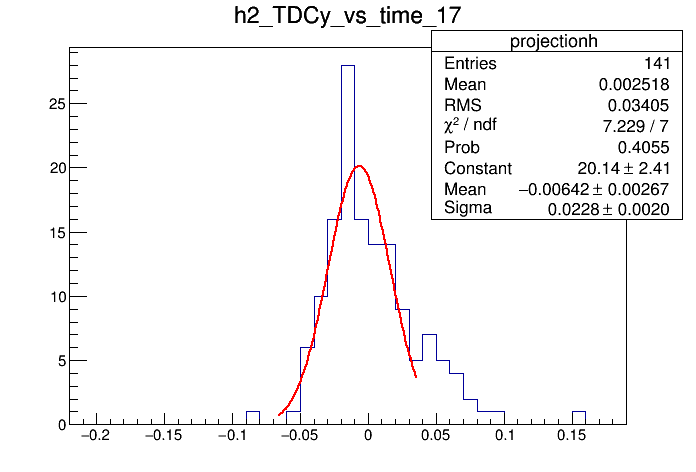 h2_TDCy_vs_time_17
projectionh
Entries 141
Mean 0.002518
RMS 0.03405
χ² / ndf 7.229 / 7
Prob 0.4055
Constant 20.14 ± 2.41
Mean −0.00642 ± 0.00267
Sigma 0.0228 ± 0.0020
25
20
15
10
5
0
−0.2 −0.15 −0.1 −0.05 0 0.05 0.1 0.15